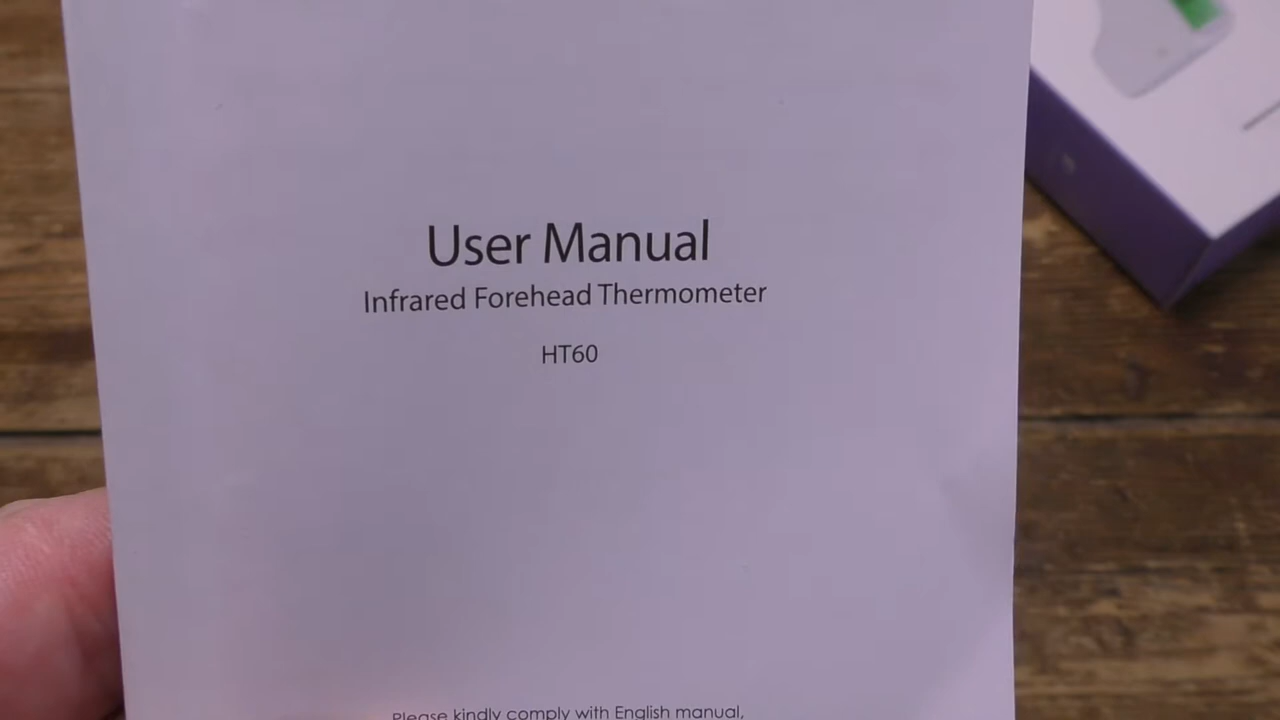 User Manual
Infrared Forehead Thermometer
HT60
Please kindly comply with English manual,